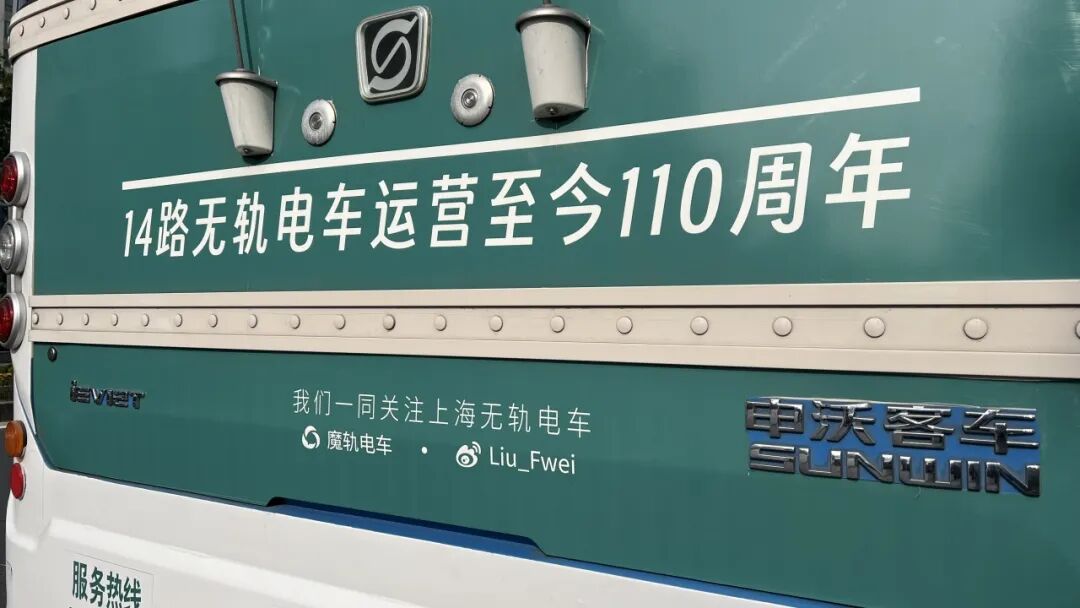 14路无轨电车运营至今110周年
ieVIET
我们一同关注上海无轨电车
魔轨电车 · Liu_Fwei
申沃客车
SUNWIN
服务热线